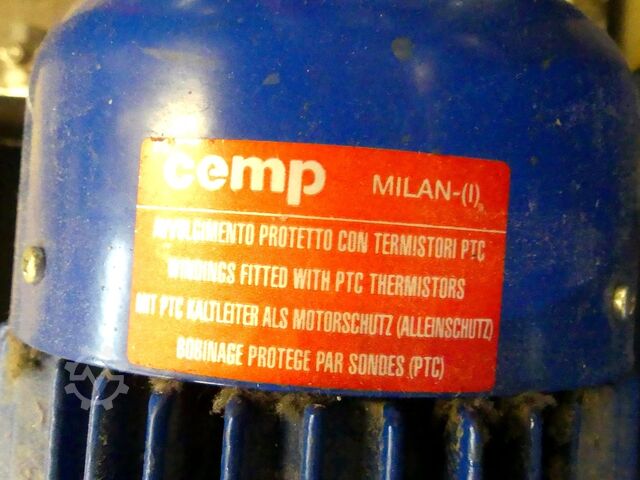 cemp MILAN-(I)
AVVOLGIMENTO PROTETTO CON TERMISTORI PTC
WINDINGS FITTED WITH PTC THERMISTORS
MIT PTC KALTLEITER ALS MOTORSCHUTZ (ALLEINSCHUTZ)
BOBINAGE PROTEGE PAR SONDES (PTC)